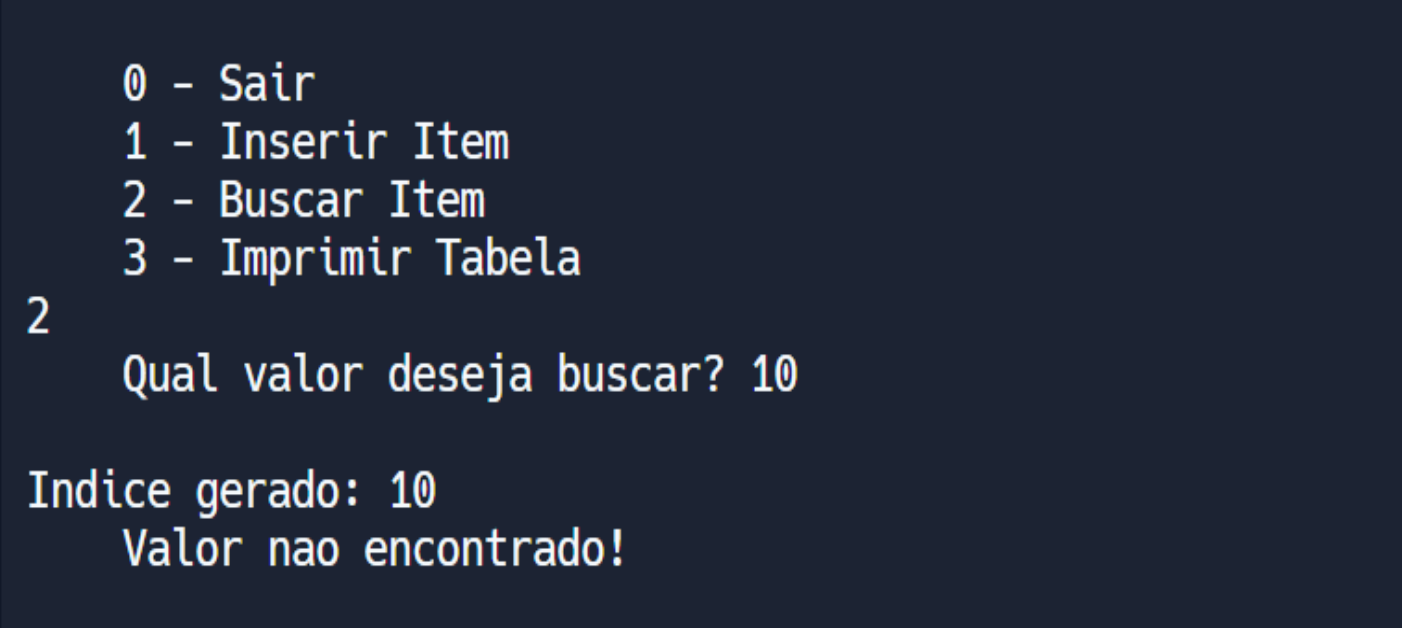 0 - Sair
1 - Inserir Item
2 - Buscar Item
3 - Imprimir Tabela
2
Qual valor deseja buscar? 10
Indice gerado: 10
Valor nao encontrado!